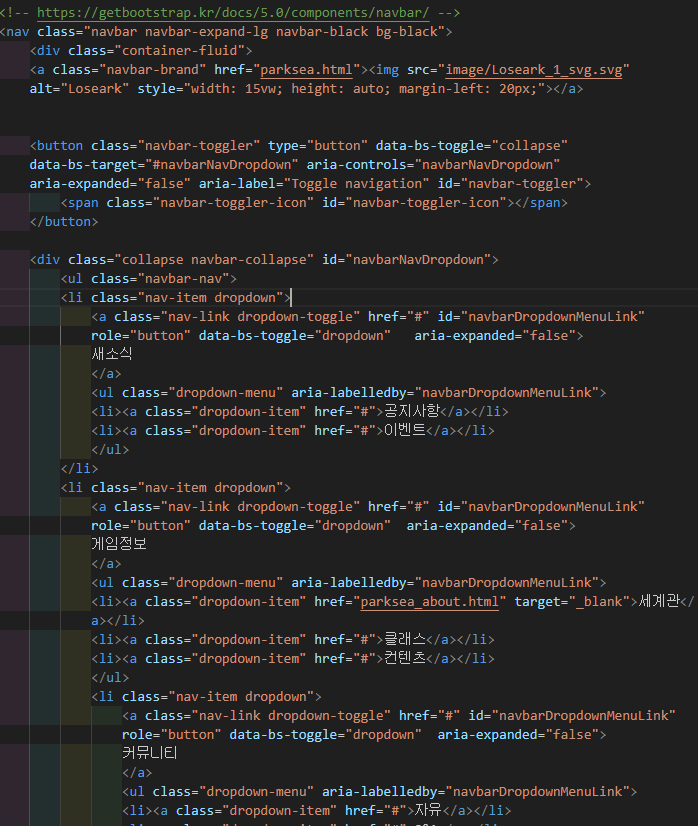 <!-- https://getbootstrap.kr/docs/5.0/components/navbar/ -->
<nav class="navbar navbar-expand-lg navbar-black bg-black">
<div class="container-fluid">
<a class="navbar-brand" href="parksea.html"><img src="image/Loseark_1_svg.svg"
alt="Loseark" style="width: 15vw; height: auto; margin-left: 20px;"></a>
<button class="navbar-toggler" type="button" data-bs-toggle="collapse"
data-bs-target="#navbarNavDropdown" aria-controls="navbarNavDropdown"
aria-expanded="false" aria-label="Toggle navigation" id="navbar-toggler">
<span class="navbar-toggler-icon" id="navbar-toggler-icon"></span>
</button>
<div class="collapse navbar-collapse" id="navbarNavDropdown">
<ul class="navbar-nav">
<li class="nav-item dropdown">
<a class="nav-link dropdown-toggle" href="#" id="navbarDropdownMenuLink"
role="button" data-bs-toggle="dropdown"   aria-expanded="false">
새소식
</a>
<ul class="dropdown-menu" aria-labelledby="navbarDropdownMenuLink">
<li><a class="dropdown-item" href="#">공지사항</a></li>
<li><a class="dropdown-item" href="#">이벤트</a></li>
</ul>
</li>
<li class="nav-item dropdown">
<a class="nav-link dropdown-toggle" href="#" id="navbarDropdownMenuLink"
role="button" data-bs-toggle="dropdown"  aria-expanded="false">
게임정보
</a>
<ul class="dropdown-menu" aria-labelledby="navbarDropdownMenuLink">
<li><a class="dropdown-item" href="parksea_about.html" target="_blank">세계관</
a></li>
<li><a class="dropdown-item" href="#">클래스</a></li>
<li><a class="dropdown-item" href="#">컨텐츠</a></li>
</ul>
<li class="nav-item dropdown">
<a class="nav-link dropdown-toggle" href="#" id="navbarDropdownMenuLink"
role="button" data-bs-toggle="dropdown"  aria-expanded="false">
커뮤니티
</a>
<ul class="dropdown-menu" aria-labelledby="navbarDropdownMenuLink">
<li><a class="dropdown-item" href="#">자유</a></li>